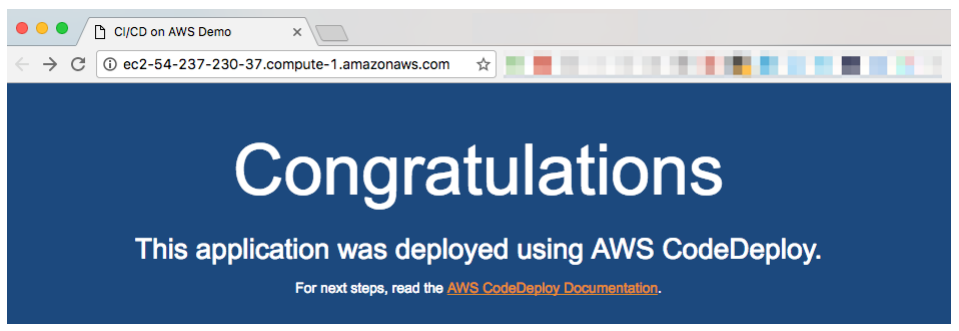 CI/CD on AWS Demo
ec2-54-237-230-37.compute-1.amazonaws.com
Congratulations
This application was deployed using AWS CodeDeploy.
For next steps, read the AWS CodeDeploy Documentation.